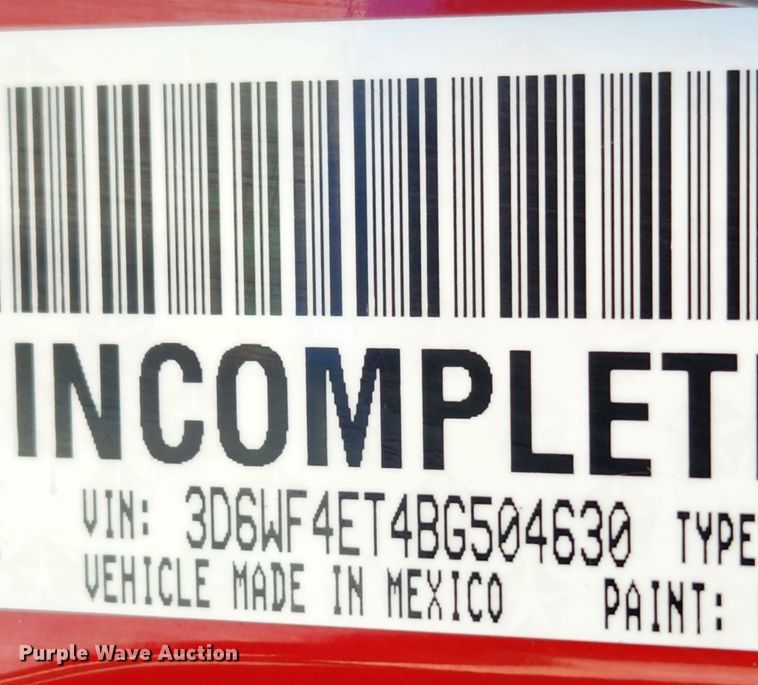 INCOMPLET
VIN: 3D6WF4ET4BG504630 TYPE
VEHICLE MADE IN MEXICO PAINT:
Purple Wave Auction